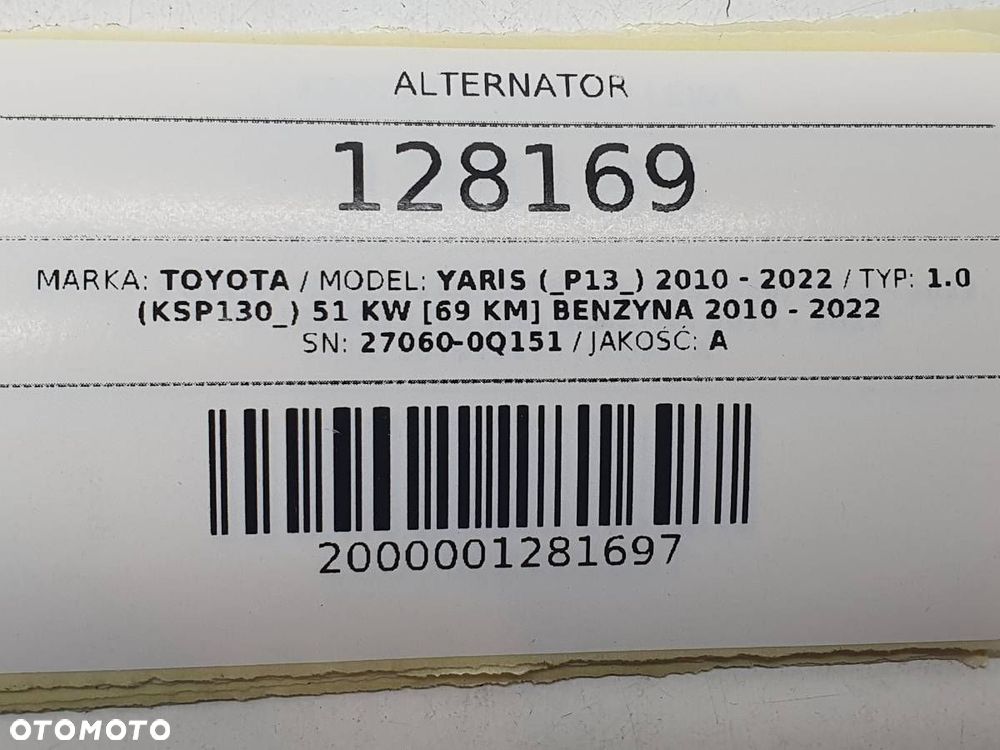 ALTERNATOR
128169
MARKA: TOYOTA / MODEL: YARIS (_P13_) 2010 - 2022 / TYP: 1.0
(KSP130_) 51 KW [69 KM] BENZYNA 2010 - 2022
SN: 27060-0Q151 / JAKOŚĆ: A
2000001281697
OTOMOTO